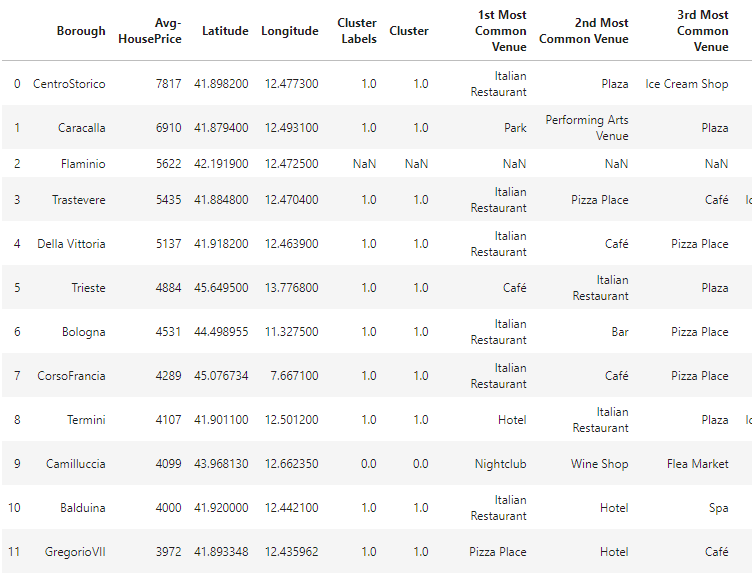 Borough Avg-HousePrice Latitude Longitude Cluster Labels Cluster 1st Most Common Venue 2nd Most Common Venue 3rd Most Common Venue
0 CentroStorico 7817 41.898200 12.477300 1.0 1.0 Italian Restaurant Plaza Ice Cream Shop
1 Caracalla 6910 41.879400 12.493100 1.0 1.0 Park Performing Arts Venue Plaza
2 Flaminio 5622 42.191900 12.472500 NaN NaN NaN NaN NaN
3 Trastevere 5435 41.884800 12.470400 1.0 1.0 Italian Restaurant Pizza Place Café
4 Della Vittoria 5137 41.918200 12.463900 1.0 1.0 Italian Restaurant Café Pizza Place
5 Trieste 4884 45.649500 13.776800 1.0 1.0 Café Italian Restaurant Plaza
6 Bologna 4531 44.498955 11.327500 1.0 1.0 Italian Restaurant Bar Pizza Place
7 CorsoFrancia 4289 45.076734 7.667100 1.0 1.0 Italian Restaurant Café Pizza Place
8 Termini 4107 41.901100 12.501200 1.0 1.0 Hotel Italian Restaurant Plaza
9 Camilluccia 4099 43.968130 12.662350 0.0 0.0 Nightclub Wine Shop Flea Market
10 Balduina 4000 41.920000 12.442100 1.0 1.0 Italian Restaurant Hotel Spa
11 GregorioVII 3972 41.893348 12.435962 1.0 1.0 Pizza Place Hotel Café